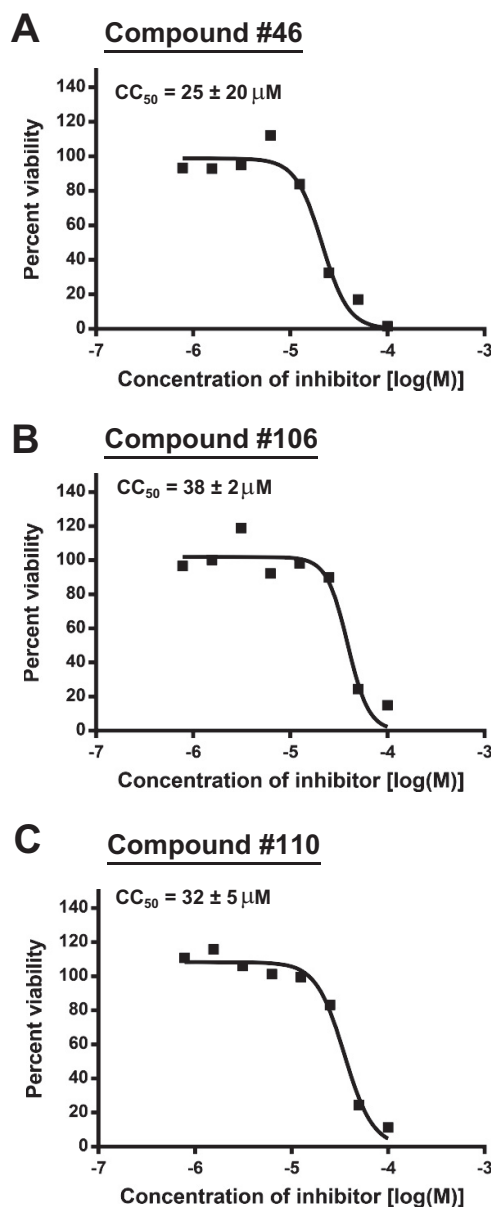 A
Compound #46
CC50 = 25 ± 20 μM
140
120
100
80
60
40
20
0
Percent viability
-7
-6
-5
-4
-3
Concentration of inhibitor [log(M)]
B
Compound #106
CC50 = 38 ± 2 μM
140
120
100
80
60
40
20
0
Percent viability
-7
-6
-5
-4
-3
Concentration of inhibitor [log(M)]
C
Compound #110
CC50 = 32 ± 5 μM
140
120
100
80
60
40
20
0
Percent viability
-7
-6
-5
-4
-3
Concentration of inhibitor [log(M)]